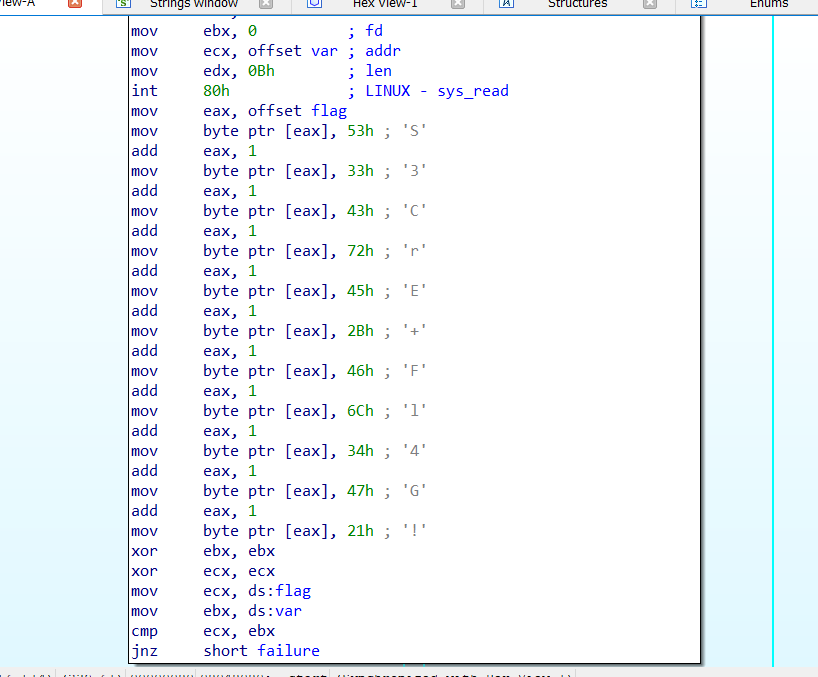 Strings window Hex View-1 Structures Enums
mov ebx, 0 ; fd
mov ecx, offset var ; addr
mov edx, 0Bh ; len
int 80h ; LINUX - sys_read
mov eax, offset flag
mov byte ptr [eax], 53h ; 'S'
add eax, 1
mov byte ptr [eax], 33h ; '3'
add eax, 1
mov byte ptr [eax], 43h ; 'C'
add eax, 1
mov byte ptr [eax], 72h ; 'r'
add eax, 1
mov byte ptr [eax], 45h ; 'E'
add eax, 1
mov byte ptr [eax], 2Bh ; '+'
add eax, 1
mov byte ptr [eax], 46h ; 'F'
add eax, 1
mov byte ptr [eax], 6Ch ; 'l'
add eax, 1
mov byte ptr [eax], 34h ; '4'
add eax, 1
mov byte ptr [eax], 47h ; 'G'
add eax, 1
mov byte ptr [eax], 21h ; '!'
xor ebx, ebx
xor ecx, ecx
mov ecx, ds:flag
mov ebx, ds:var
cmp ecx, ebx
jnz short failure